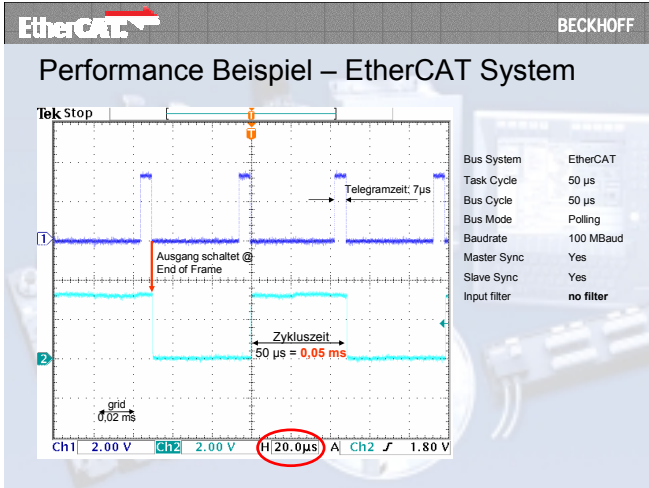 EtherCAT.
BECKHOFF
Performance Beispiel – EtherCAT System
Tek Stop
T
T
Telegramzeit: 7µs
1
Ausgang schaltet @
End of Frame
Zykluszeit
50 µs = 0,05 ms
2
grid
0,02 ms
Ch1 2.00 V Ch2 2.00 V H 20.0µs A Ch2 1.80 V
Bus System EtherCAT
Task Cycle 50 µs
Bus Cycle 50 µs
Bus Mode Polling
Baudrate 100 MBaud
Master Sync Yes
Slave Sync Yes
Input filter no filter